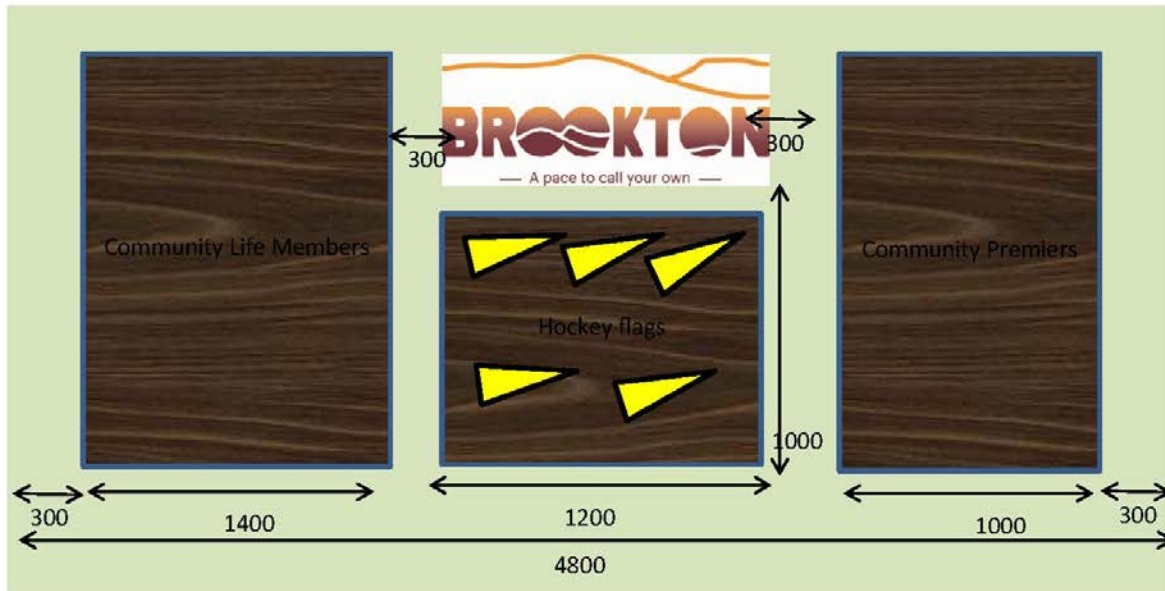 BROOKTON
300
300
— A pace to call your own —
Community Life Members
Community Premiers
Hockey flags
1000
300
1400
1200
1000
300
4800